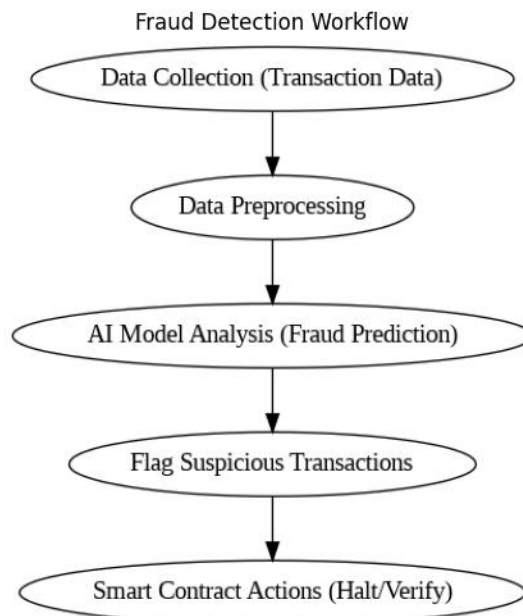 Fraud Detection Workflow
Data Collection (Transaction Data)
Data Preprocessing
AI Model Analysis (Fraud Prediction)
Flag Suspicious Transactions
Smart Contract Actions (Halt/Verify)